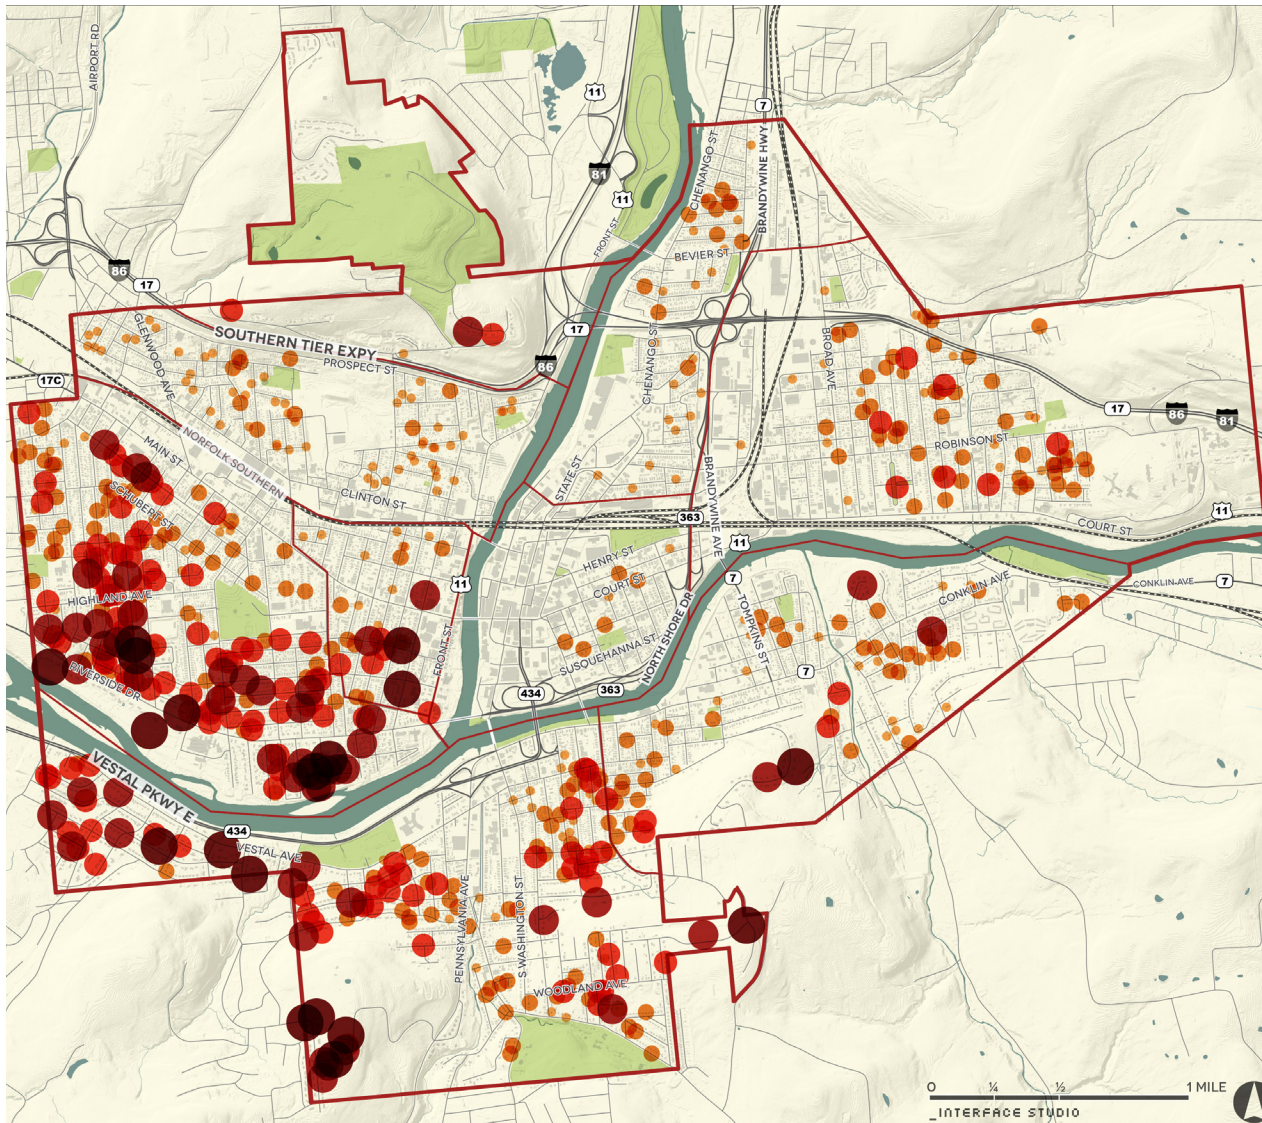 AIRPORT RD
11
7
CHENANGO ST
BRANDYWINE HWY
81
11
FRONT ST
BEVIER ST
86
17
GLENWOOD AVE
SOUTHERN TIER EXPY
PROSPECT ST
17
86
CHENANGO ST
BROAD AVE
17C
17
86
81
MAIN ST
NORFOLK SOUTHERN
ROBINSON ST
SCHUBERT ST
CLINTON ST
STATE ST
BRANDYWINE AVE
363
COURT ST
11
HENRY ST
11
COURT ST
7
TOMPKINS ST
CONKLIN AVE
CONKLIN AVE
7
HIGHLAND AVE
11
FRONT ST
SUSQUEHANNA ST
NORTH SHORE DR
7
RIVERSIDE DR
434
363
VESTAL PKWY E
434
VESTAL AVE
PENNSYLVANIA AVE
S WASHINGTON ST
WOODLAND AVE
0 ¼ ½ 1 MILE
_INTERFACE STUDIO